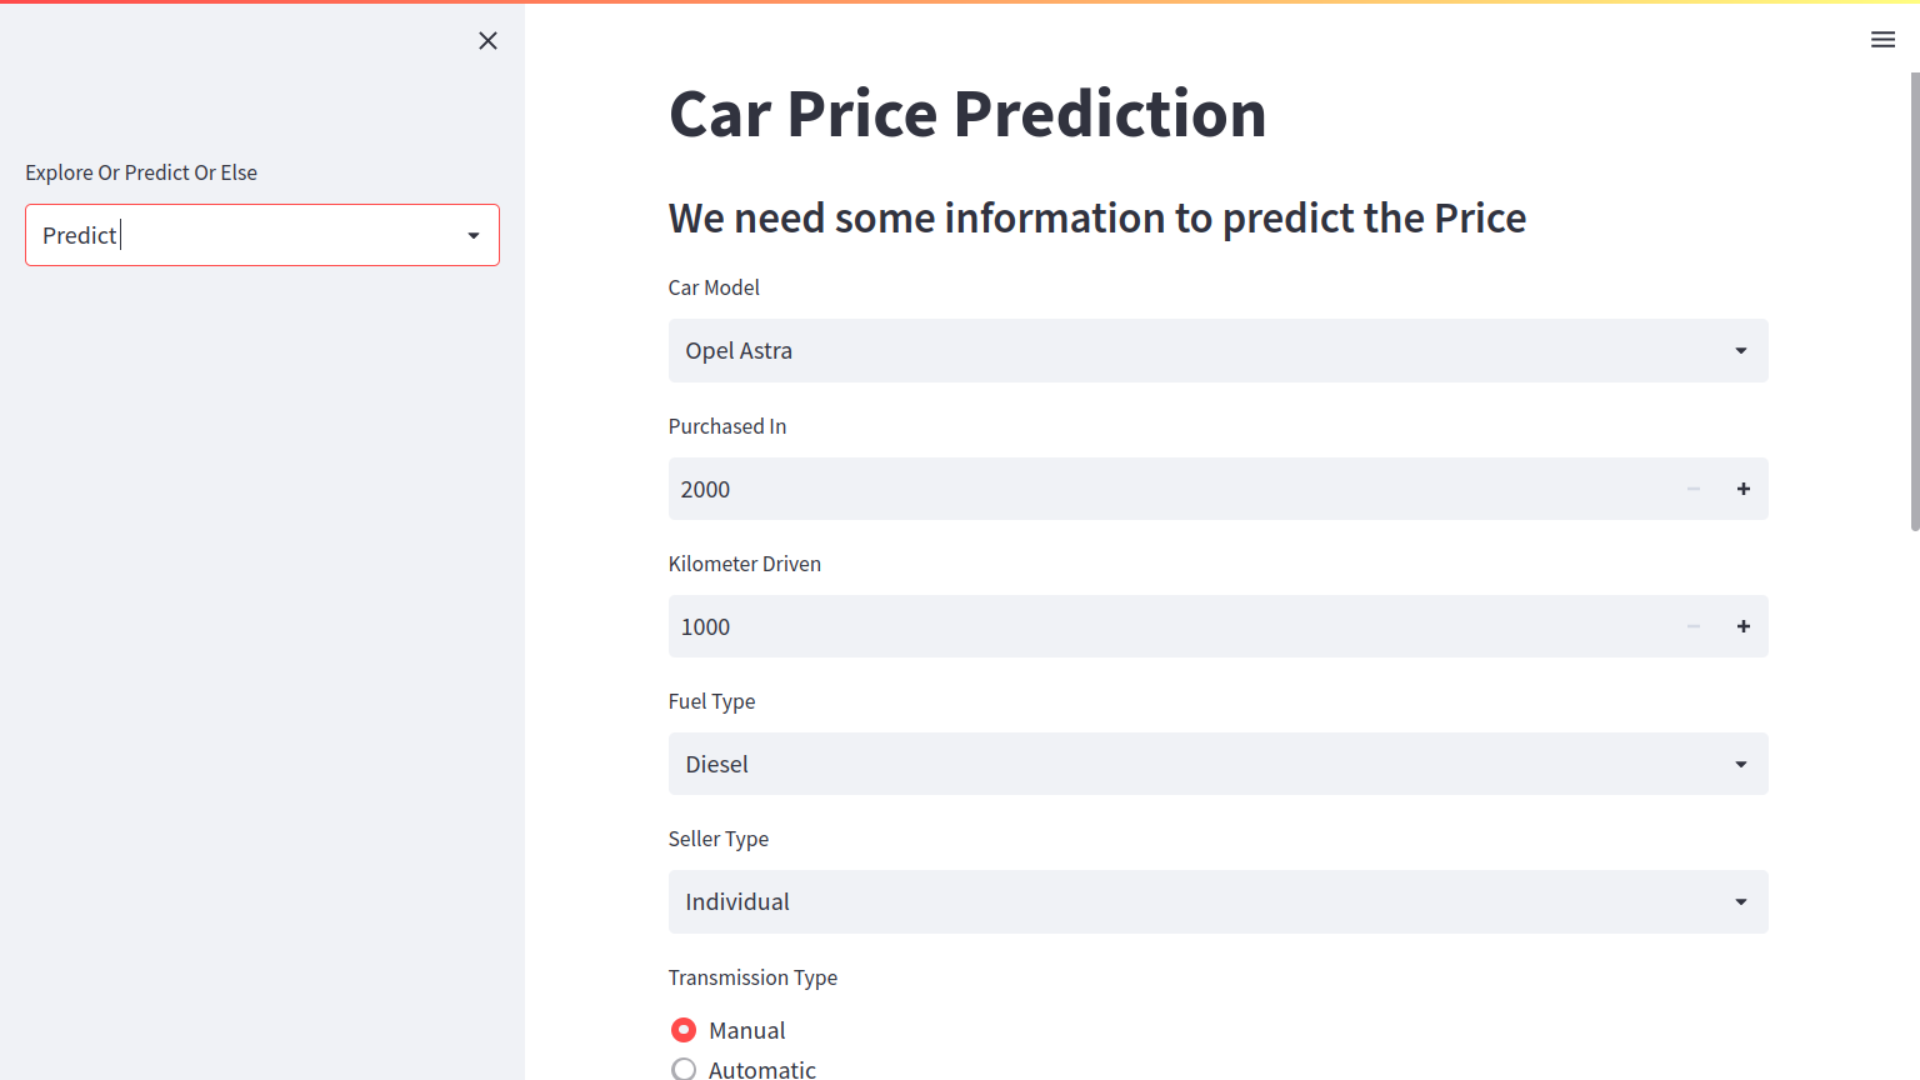 Explore Or Predict Or Else
Predict
Car Price Prediction
We need some information to predict the Price
Car Model
Opel Astra
Purchased In
2000
Kilometer Driven
1000
Fuel Type
Diesel
Seller Type
Individual
Transmission Type
Manual
Automatic